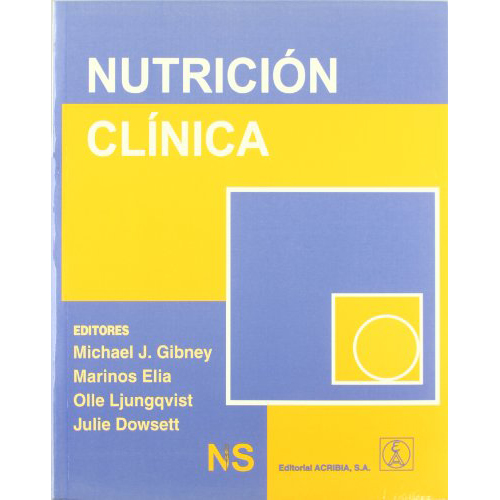 NUTRICIÓN
CLÍNICA
EDITORES
Michael J. Gibney
Marinos Elia
Olle Ljungqvist
Julie Dowsett
NS
Editorial ACRIBIA, S.A.